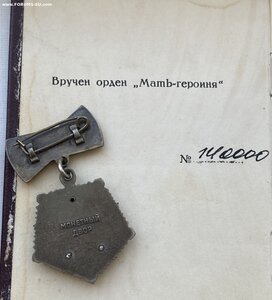 www.FORUMS-SU.com
Вручен орден „Мать-героиня“
№ 140000
МОНЕТНЫЙ
ДВОР